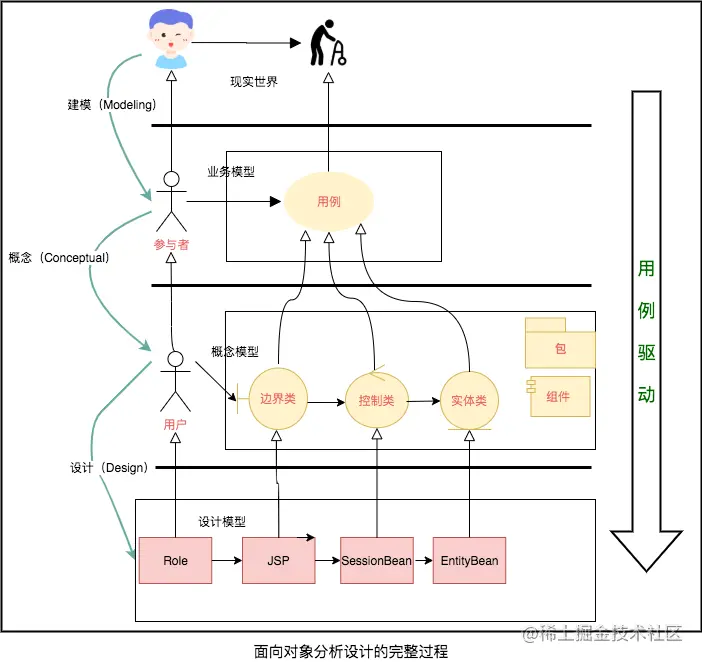 现实世界
建模（Modeling）
业务模型
用例
参与者
概念（Conceptual）
用例驱动
概念模型
包
边界类
控制类
实体类
组件
用户
设计（Design）
设计模型
Role
JSP
SessionBean
EntityBean
@稀土掘金技术社区
面向对象分析设计的完整过程